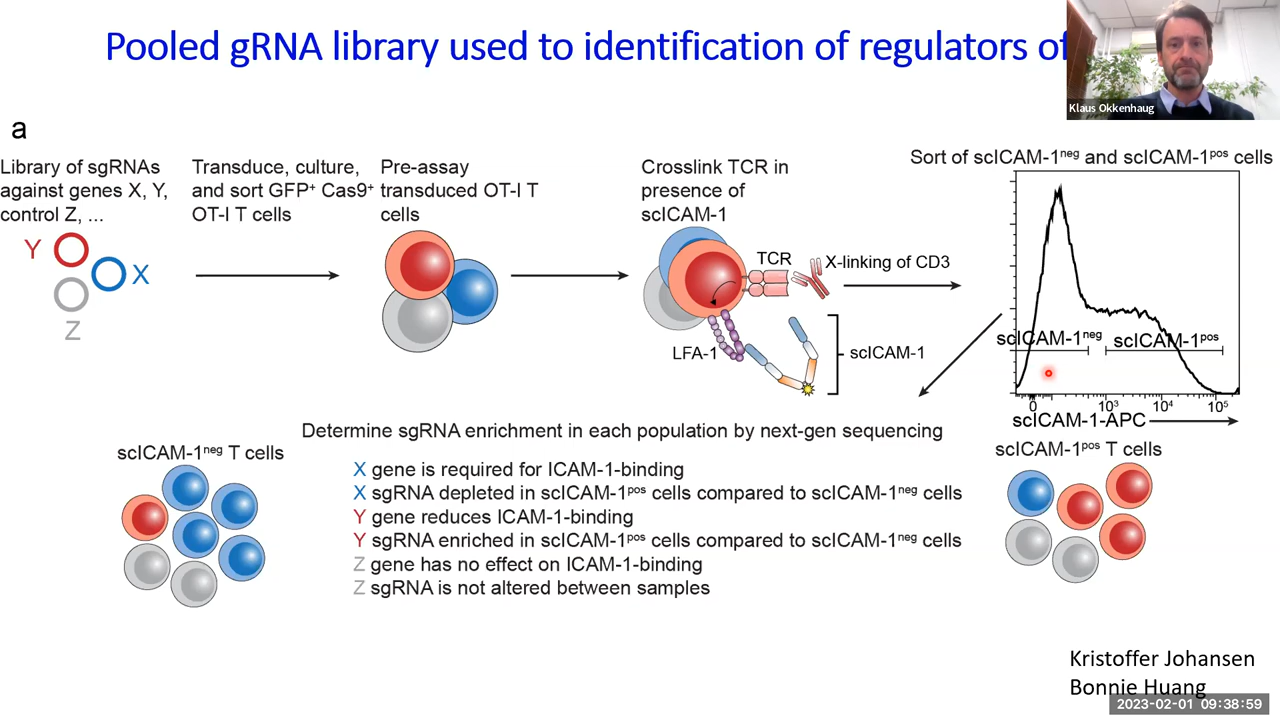 Pooled gRNA library used to identification of regulators of
Klaus Okkenhaug
a
Library of sgRNAs
against genes X, Y,
control Z, ...
Y
X
Z
Transduce, culture,
and sort GFP⁺ Cas9⁺
OT-I T cells
Pre-assay
transduced OT-I T
cells
Crosslink TCR in
presence of
scICAM-1
TCR
X-linking of CD3
LFA-1
scICAM-1
Sort of scICAM-1ⁿᵉᵍ and scICAM-1ᵖᵒˢ cells
scICAM-1ⁿᵉᵍ
scICAM-1ᵖᵒˢ
0 10³ 10⁴ 10⁵
scICAM-1-APC
Determine sgRNA enrichment in each population by next-gen sequencing
scICAM-1ⁿᵉᵍ T cells
X gene is required for ICAM-1-binding
X sgRNA depleted in scICAM-1ᵖᵒˢ cells compared to scICAM-1ⁿᵉᵍ cells
Y gene reduces ICAM-1-binding
Y sgRNA enriched in scICAM-1ᵖᵒˢ cells compared to scICAM-1ⁿᵉᵍ cells
Z gene has no effect on ICAM-1-binding
Z sgRNA is not altered between samples
scICAM-1ᵖᵒˢ T cells
Kristoffer Johansen
Bonnie Huang
2023-02-01 09:38:59